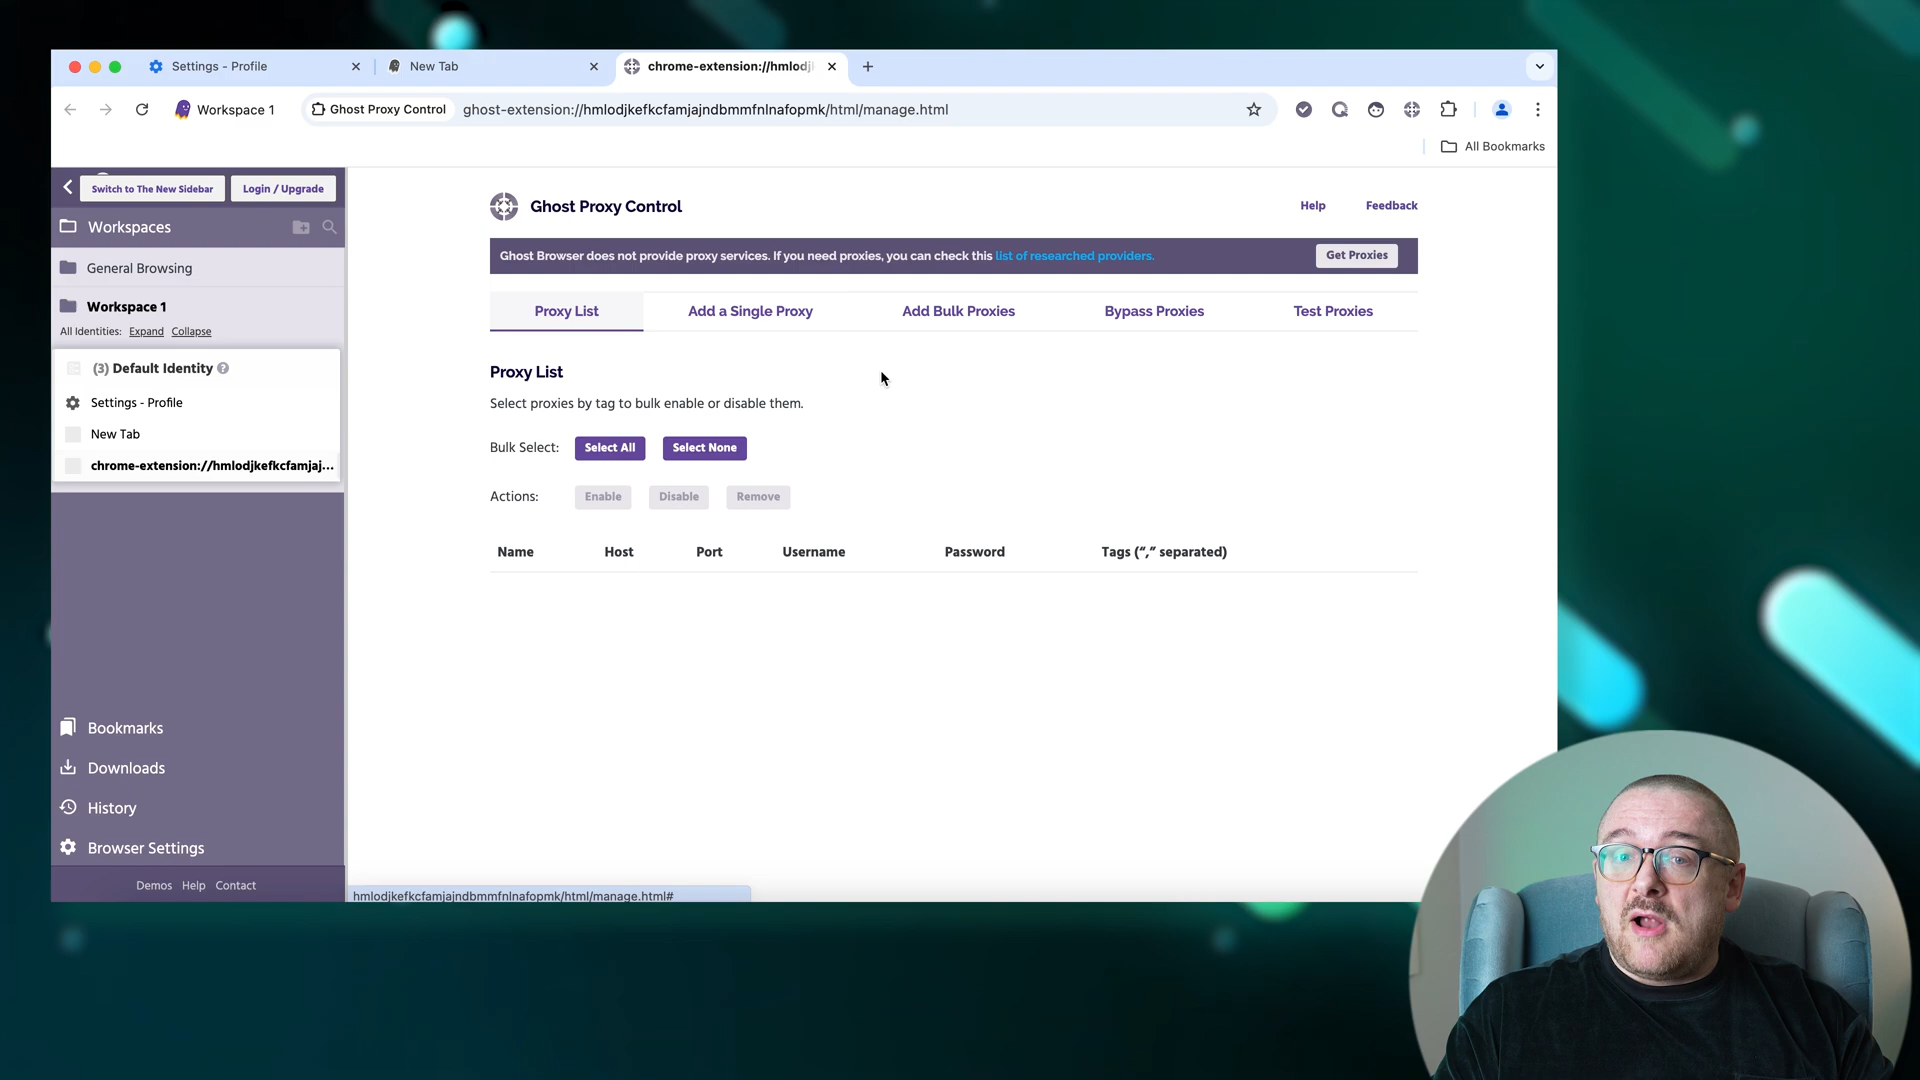 Settings - Profile
New Tab
chrome-extension://hmlodj
Workspace 1
Ghost Proxy Control
ghost-extension://hmlodjkefkcfamjajndbmmfnlnafopmk/html/manage.html
All Bookmarks
Switch to The New Sidebar
Login / Upgrade
Workspaces
General Browsing
Workspace 1
All Identities: Expand Collapse
(3) Default Identity ?
Settings - Profile
New Tab
chrome-extension://hmlodjkefkcfamjaj...
Bookmarks
Downloads
History
Browser Settings
Demos Help Contact
Ghost Proxy Control
Help
Feedback
Ghost Browser does not provide proxy services. If you need proxies, you can check this list of researched providers.
Get Proxies
Proxy List
Add a Single Proxy
Add Bulk Proxies
Bypass Proxies
Test Proxies
Proxy List
Select proxies by tag to bulk enable or disable them.
Bulk Select: Select All Select None
Actions: Enable Disable Remove
Name Host Port Username Password Tags (“,” separated)
hmlodjkefkcfamjajndbmmfnlnafopmk/html/manage.html#